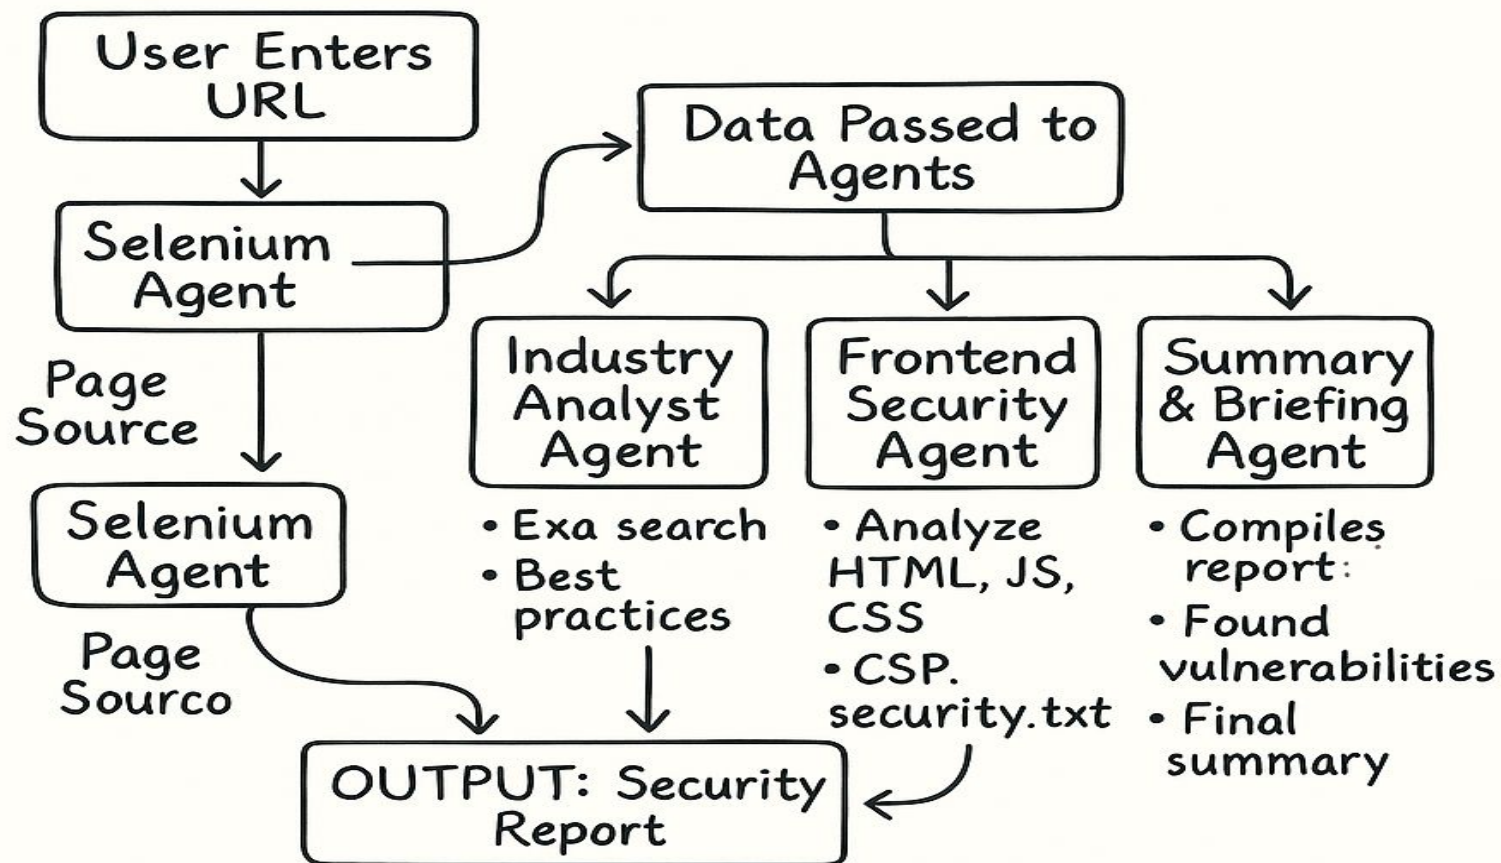 User Enters
URL
Data Passed to
Agents
Selenium
Agent
Page
Source
Industry
Analyst
Agent
Frontend
Security
Agent
Summary
& Briefing
Agent
Selenium
Agent
• Exa search
• Best
practices
• Analyze
HTML, JS,
CSS
• CSP.
security.txt
• Compiles
report:
• Found
vulnerabilities
• Final
summary
Page
Sourco
OUTPUT: Security
Report